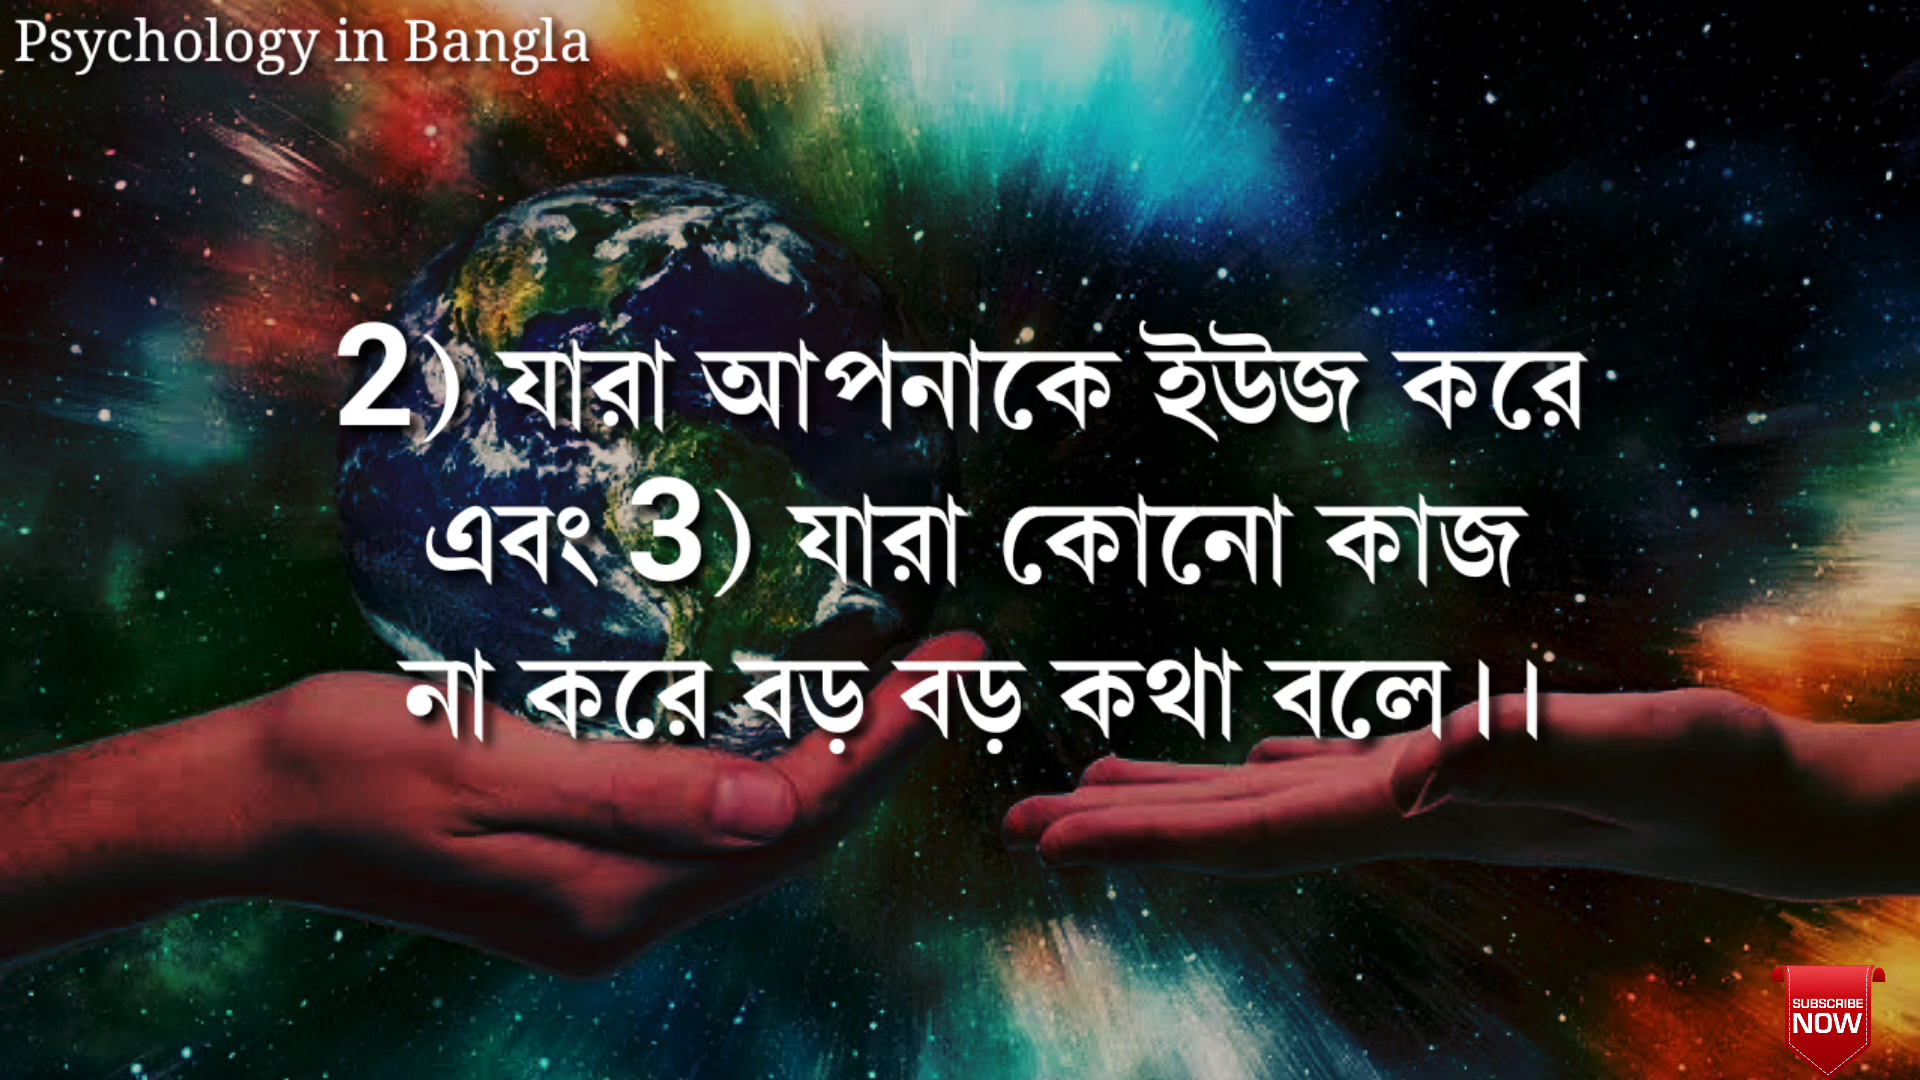 Psychology in Bangla
2) যারা আপনাকে ইউজ করে
এবং 3) যারা কোনো কাজ
না করে বড় বড় কথা বলে।।
SUBSCRIBE
NOW